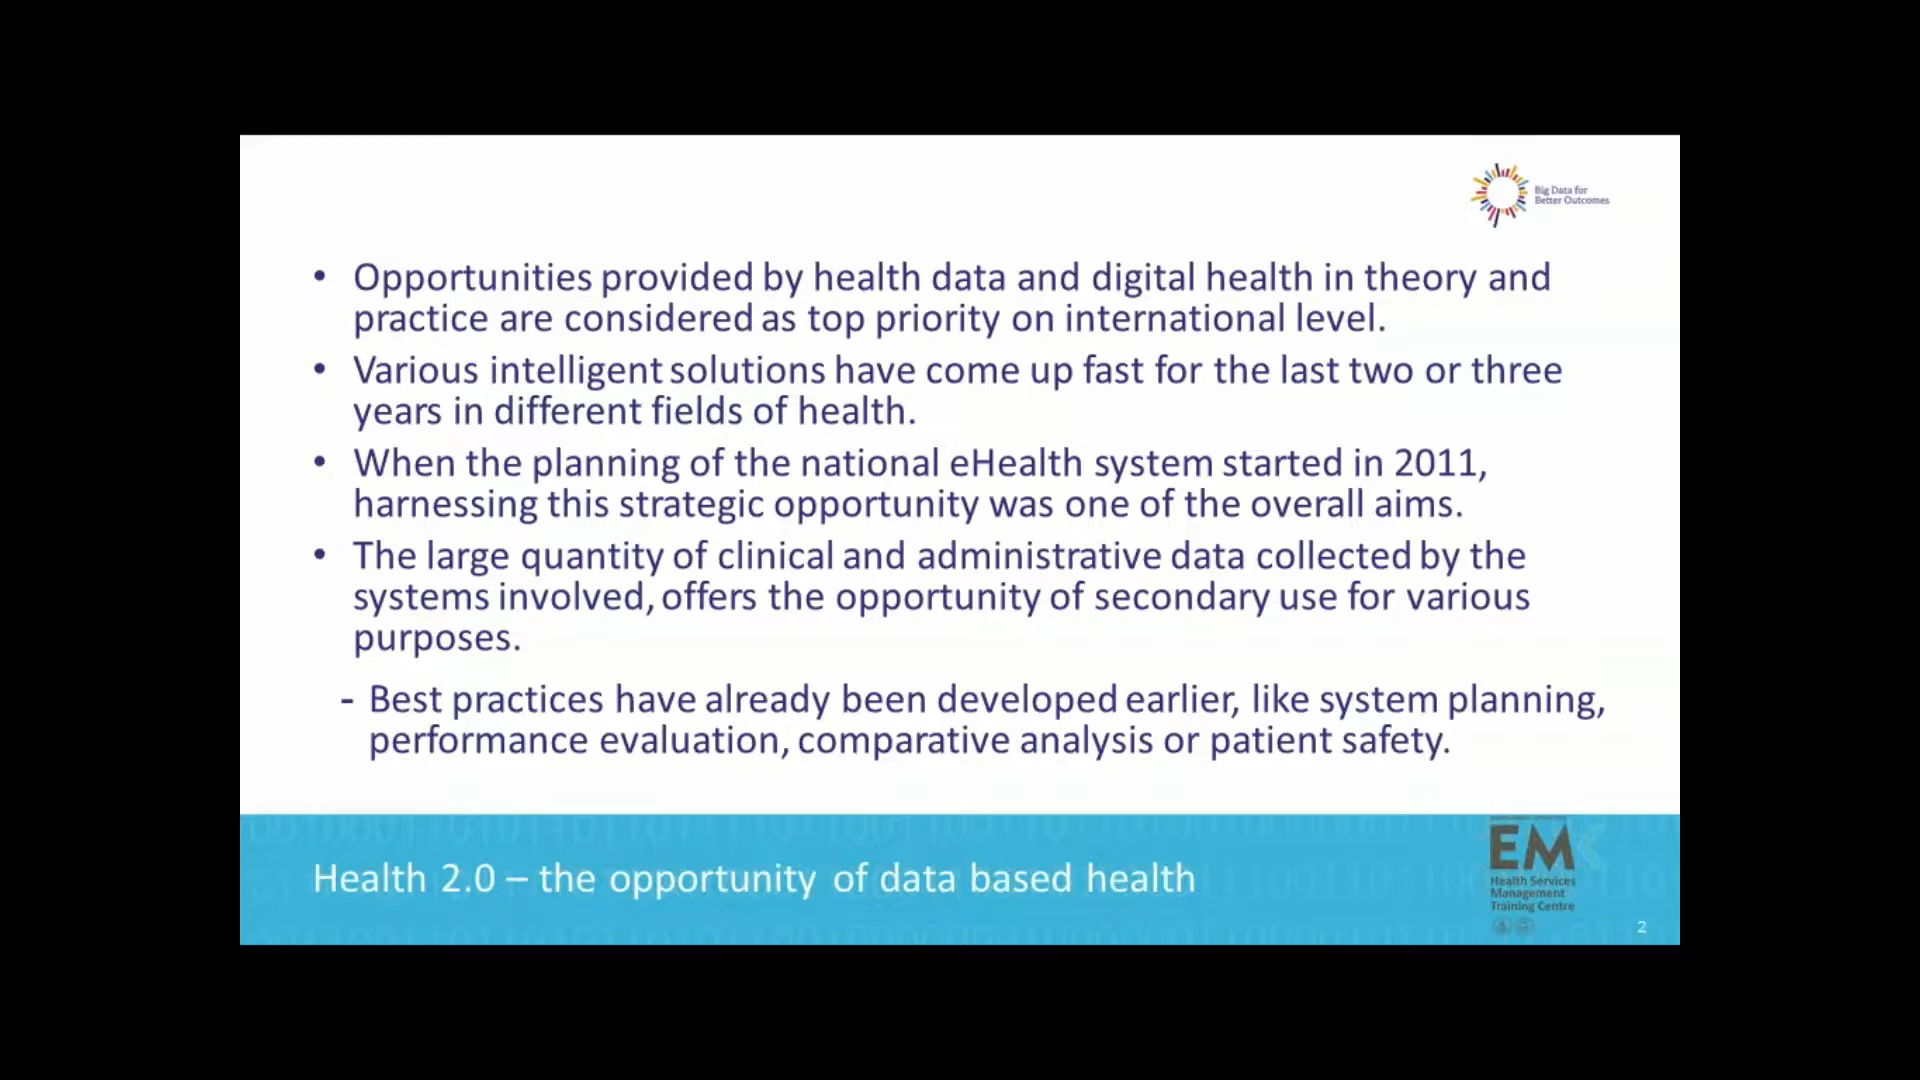 Big Data for
Better Outcomes
• Opportunities provided by health data and digital health in theory and
practice are considered as top priority on international level.
• Various intelligent solutions have come up fast for the last two or three
years in different fields of health.
• When the planning of the national eHealth system started in 2011,
harnessing this strategic opportunity was one of the overall aims.
• The large quantity of clinical and administrative data collected by the
systems involved, offers the opportunity of secondary use for various
purposes.
- Best practices have already been developed earlier, like system planning,
performance evaluation, comparative analysis or patient safety.
Health 2.0 – the opportunity of data based health
EM
Health Services
Management
Training Centre
2